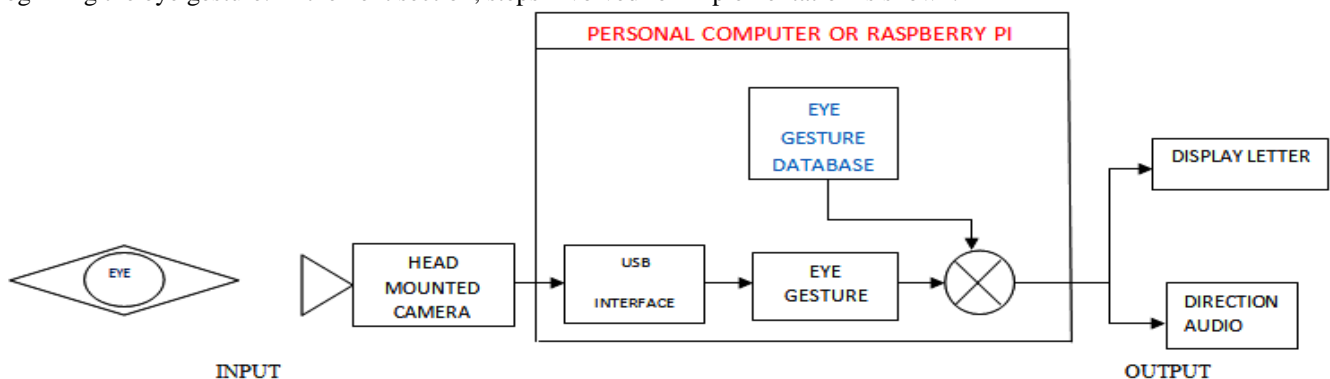 PERSONAL COMPUTER OR RASPBERRY PI
EYE
GESTURE
DATABASE
DISPLAY LETTER
EYE
HEAD
MOUNTED
CAMERA
USB
INTERFACE
EYE
GESTURE
DIRECTION
AUDIO
INPUT
OUTPUT